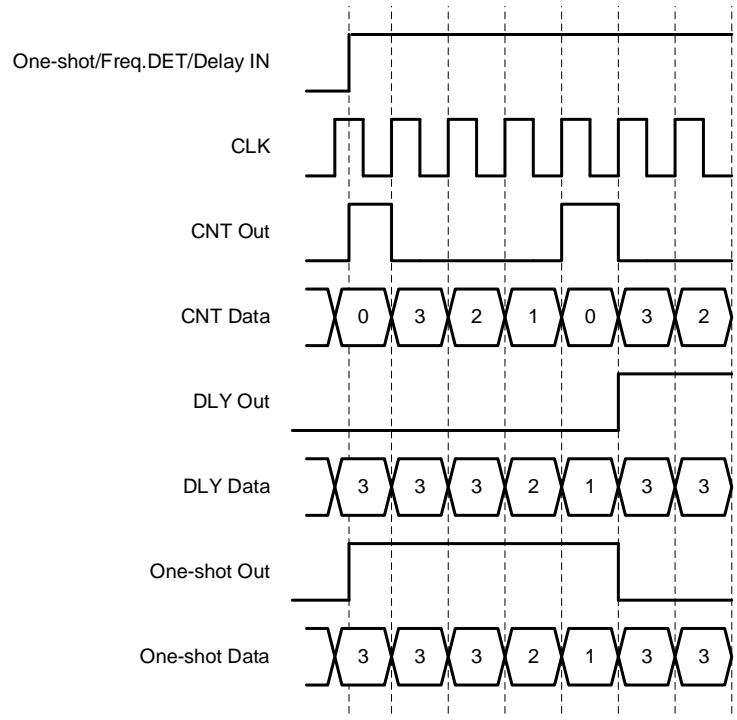 One-shot/Freq.DET/Delay IN
CLK
CNT Out
CNT Data 0 3 2 1 0 3 2
DLY Out
DLY Data 3 3 3 2 1 3 3
One-shot Out
One-shot Data 3 3 3 2 1 3 3